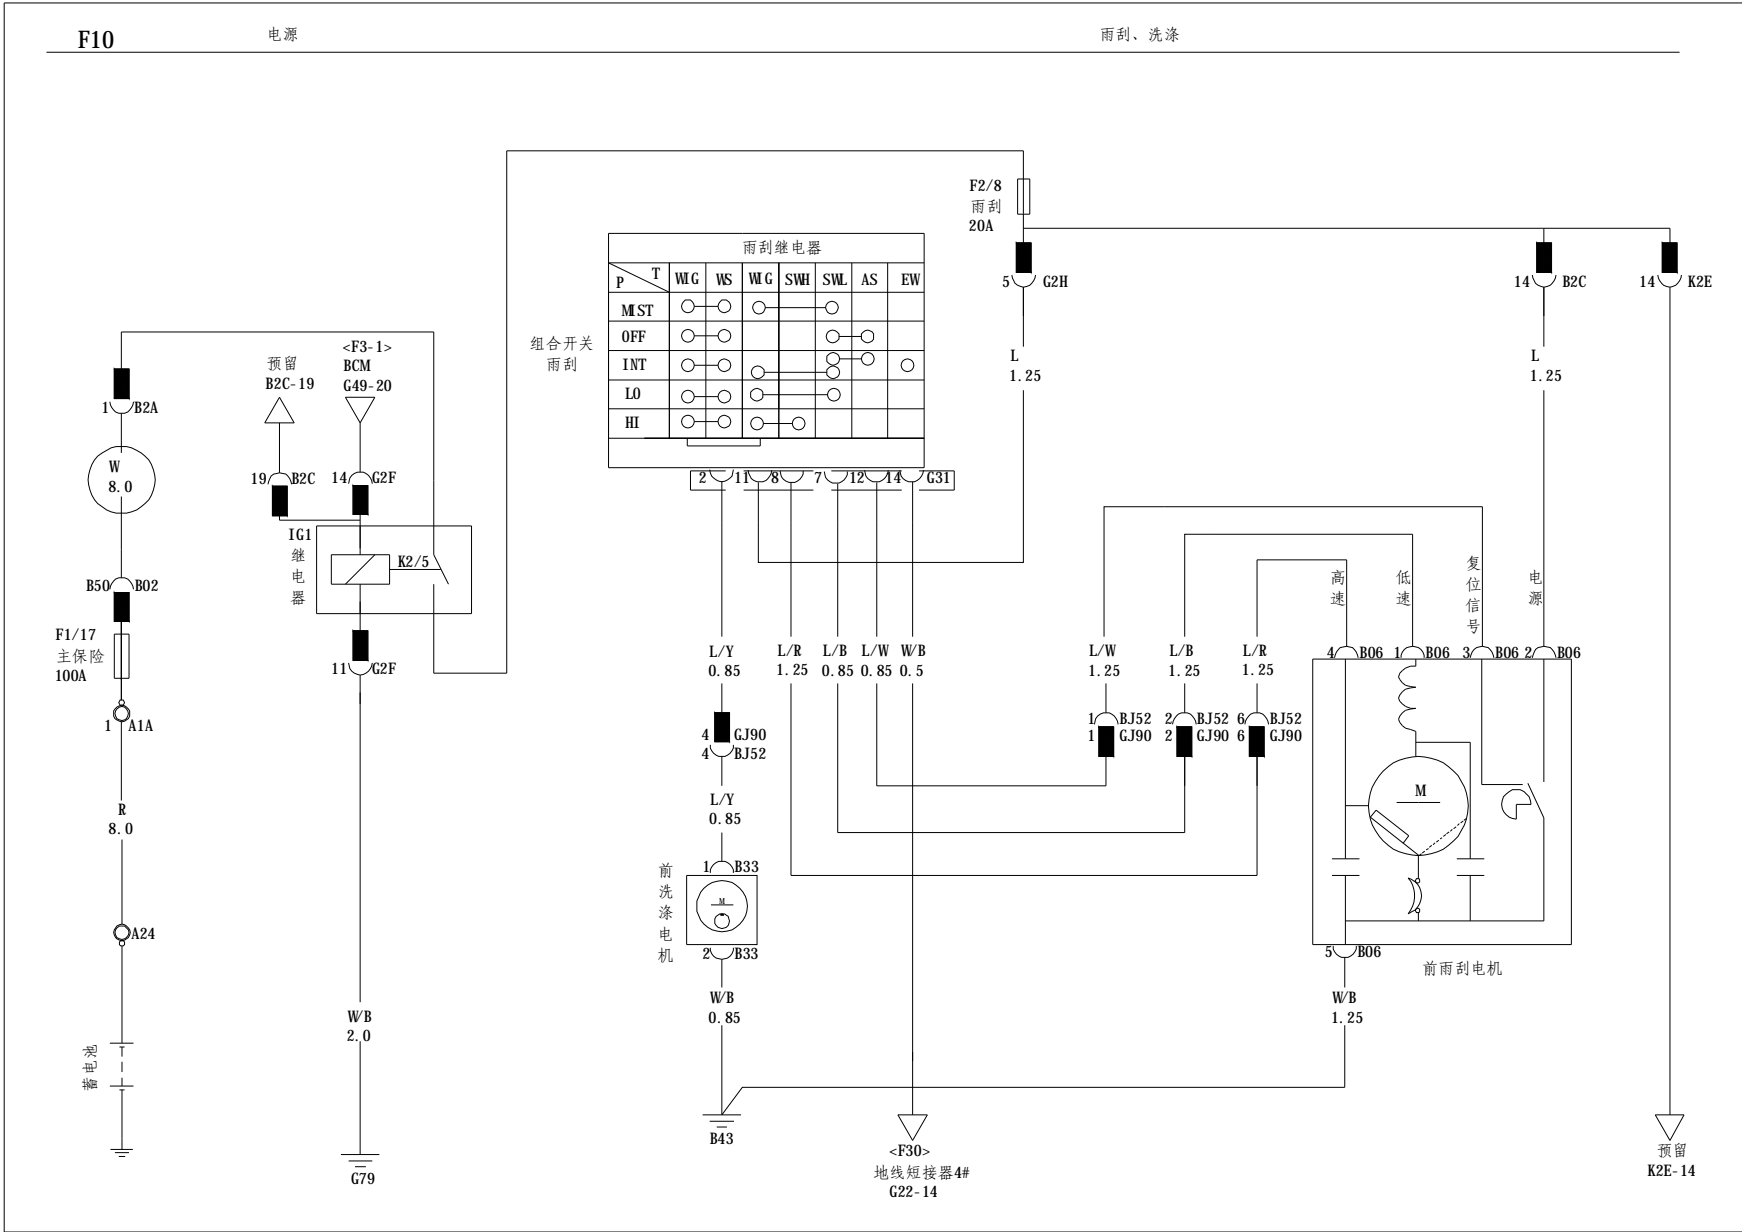 F10
电源
雨刮、洗涤
F2/8
雨刮
20A
5 G2H
14 B2C
14 K2E
L
1.25
L
1.25
雨刮继电器
P T WIG WS WIG SWH SWL AS EW
MIST
OFF
INT
LO
HI
组合开关
雨刮
2 11 8 7 12 14 G31
1 B2A
W
8.0
B50 B02
F1/17
主保险
100A
1 A1A
R
8.0
A24
蓄电池
预留
B2C-19
<F3-1>
BCM
G49-20
19 B2C
14 G2F
IG1
继电器
K2/5
11 G2F
W/B
2.0
G79
L/Y
0.85
L/R
1.25
L/B
0.85
L/W
0.85
W/B
0.5
4 GJ90
4 BJ52
L/Y
0.85
1 B33
前洗涤电机
M
2 B33
W/B
0.85
B43
<F30>
地线短接器4#
G22-14
L/W
1.25
L/B
1.25
L/R
1.25
1 BJ52
1 GJ90
2 BJ52
2 GJ90
6 BJ52
6 GJ90
高速
低速
复位信号
电源
4 B06
1 B06
3 B06
2 B06
M
5 B06
前雨刮电机
W/B
1.25
预留
K2E-14